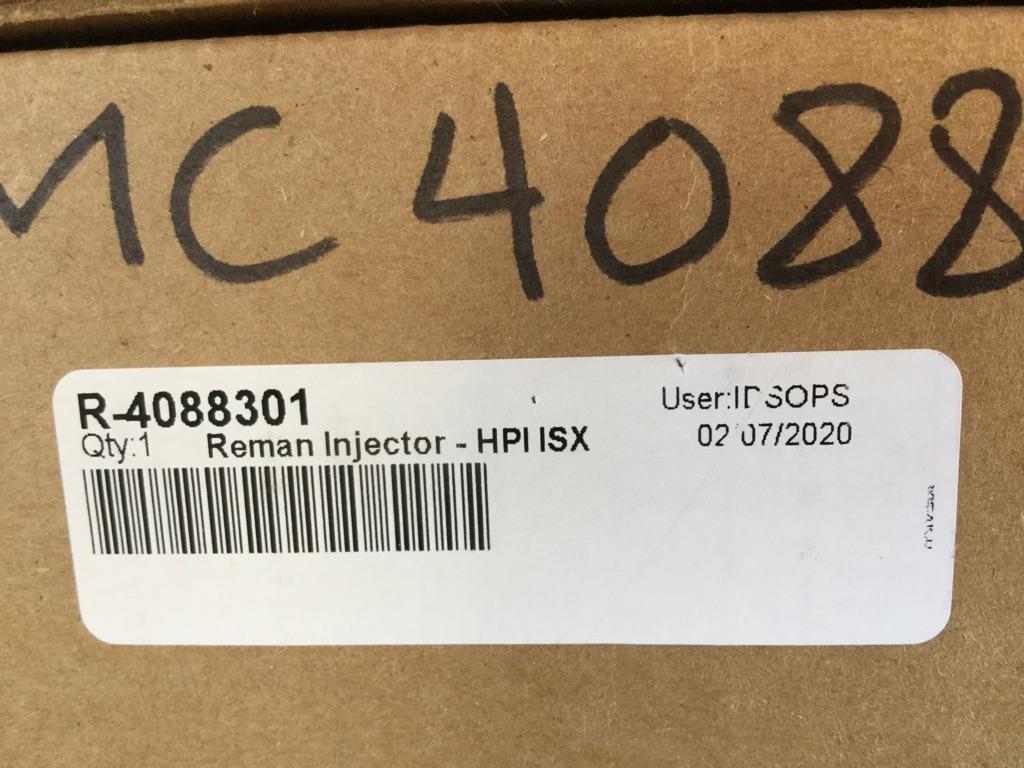 MC 4088
R-4088301
User:IDSOPS
Qty:1 Reman Injector - HPI ISX
02/07/2020